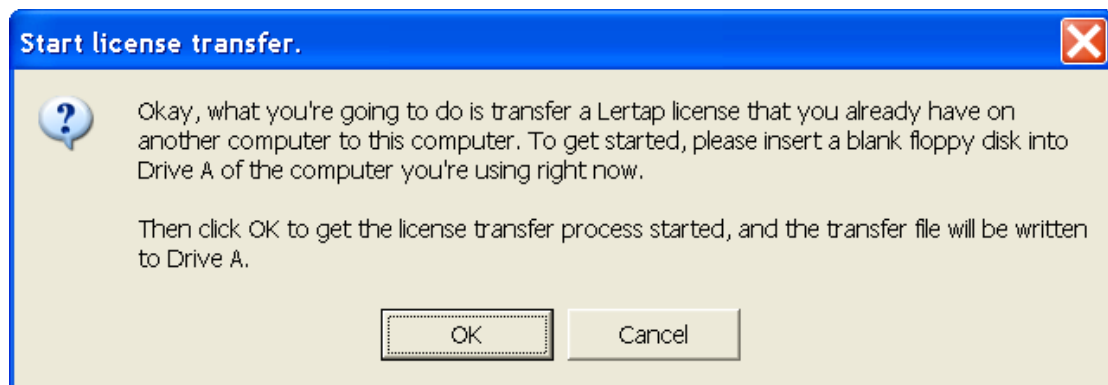 Start license transfer.
Okay, what you're going to do is transfer a Lertap license that you already have on
another computer to this computer. To get started, please insert a blank floppy disk into
Drive A of the computer you're using right now.
Then click OK to get the license transfer process started, and the transfer file will be written
to Drive A.
OK
Cancel